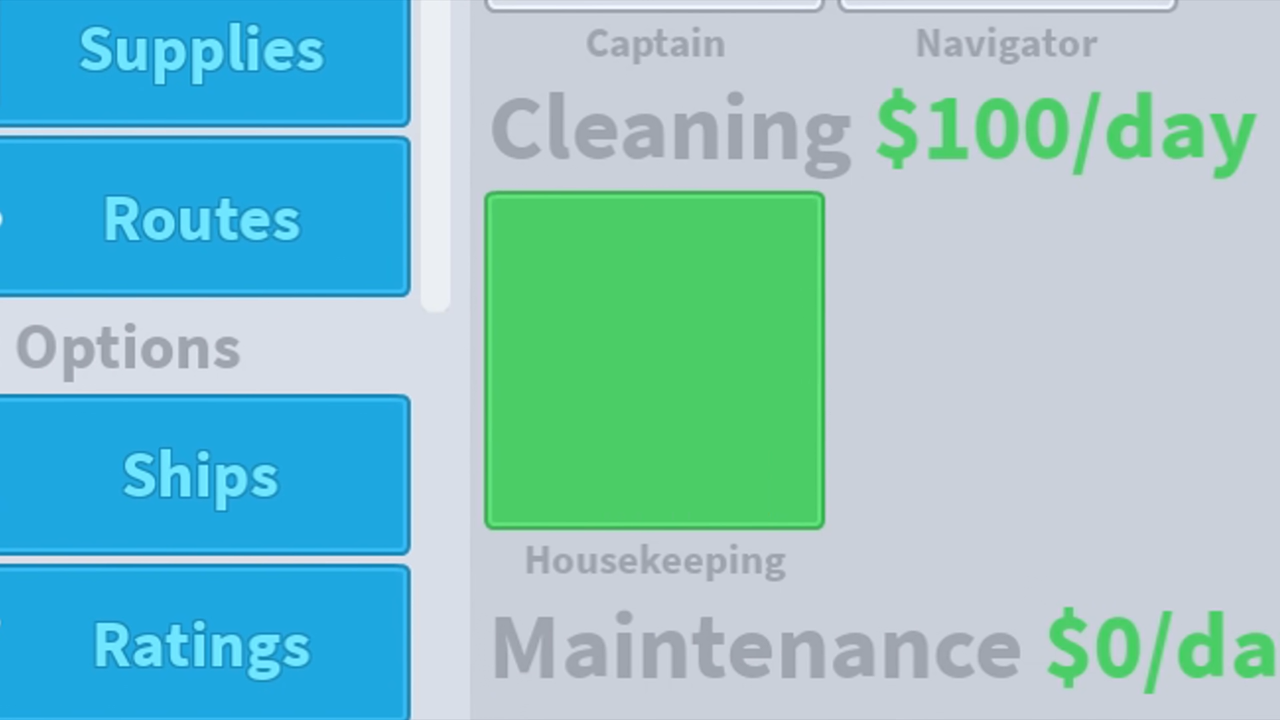 Supplies
Routes
Options
Ships
Ratings
Captain
Navigator
Cleaning $100/day
Housekeeping
Maintenance $0/da